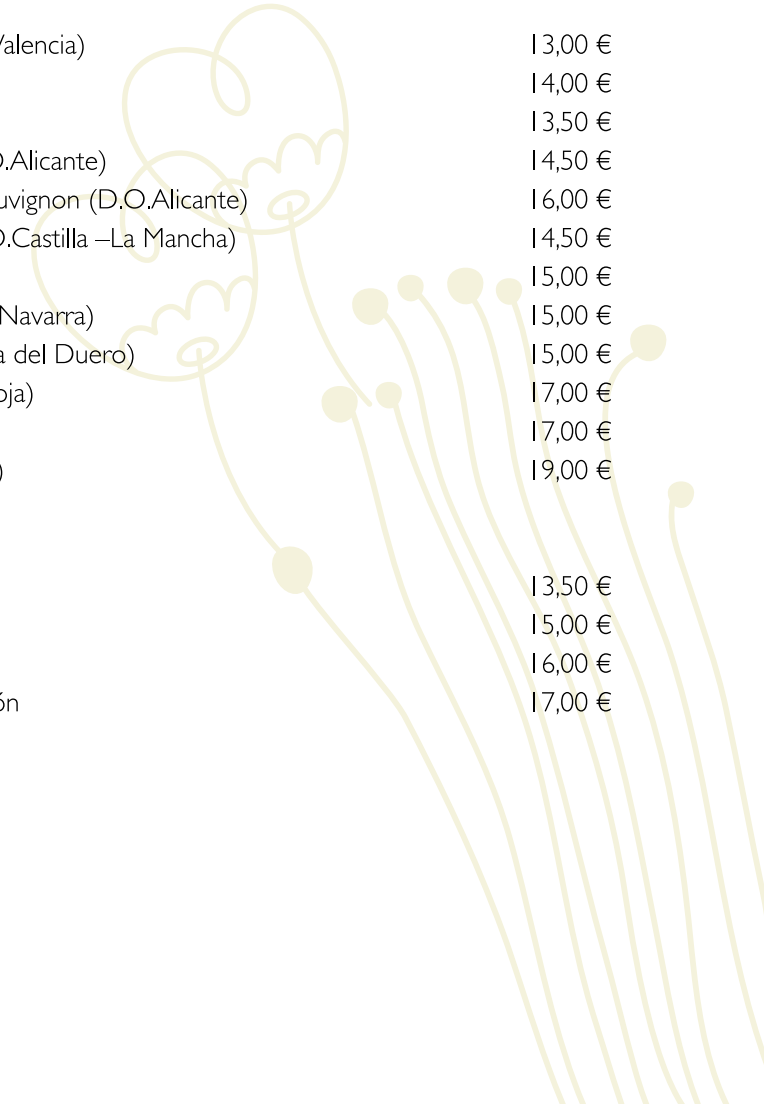 Valencia) 13,00 €
14,00 €
13,50 €
O.Alicante) 14,50 €
uvignon (D.O.Alicante) 16,00 €
O.Castilla –La Mancha) 14,50 €
15,00 €
Navarra) 15,00 €
a del Duero) 15,00 €
oja) 17,00 €
17,00 €
) 19,00 €
13,50 €
15,00 €
16,00 €
ón 17,00 €